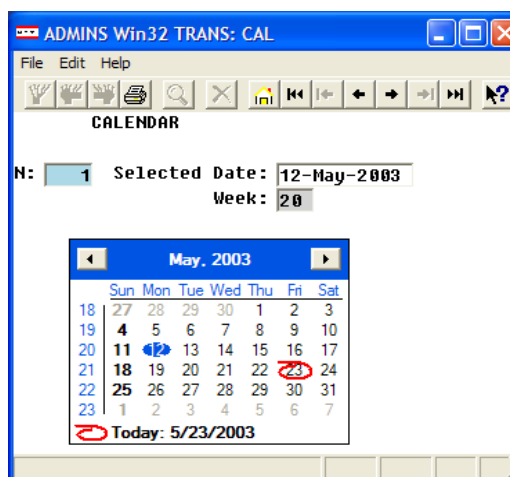 ADMINS Win32 TRANS: CAL
File Edit Help
CALENDAR
N: 1 Selected Date: 12-May-2003
Week: 20
May, 2003
Sun Mon Tue Wed Thu Fri Sat
18 27 28 29 30 1 2 3
19 4 5 6 7 8 9 10
20 11 12 13 14 15 16 17
21 18 19 20 21 22 23 24
22 25 26 27 28 29 30 31
23 1 2 3 4 5 6 7
Today: 5/23/2003